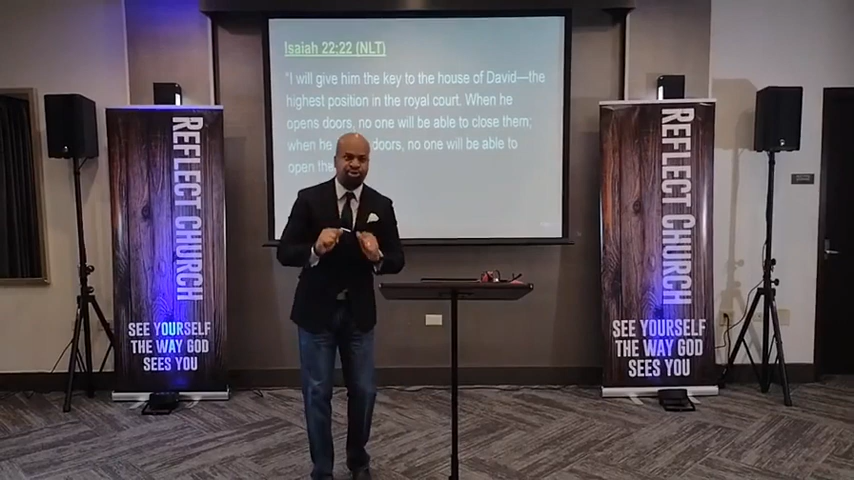 Isaiah 22:22 (NLT)
"I will give him the key to the house of David—the
highest position in the royal court. When he
opens doors, no one will be able to close them;
when he doors, no one will be able to
open
REFLECT CHURCH
REFLECT CHURCH
SEE YOURSELF
THE WAY GOD
SEES YOU
SEE YOURSELF
THE WAY GOD
SEES YOU